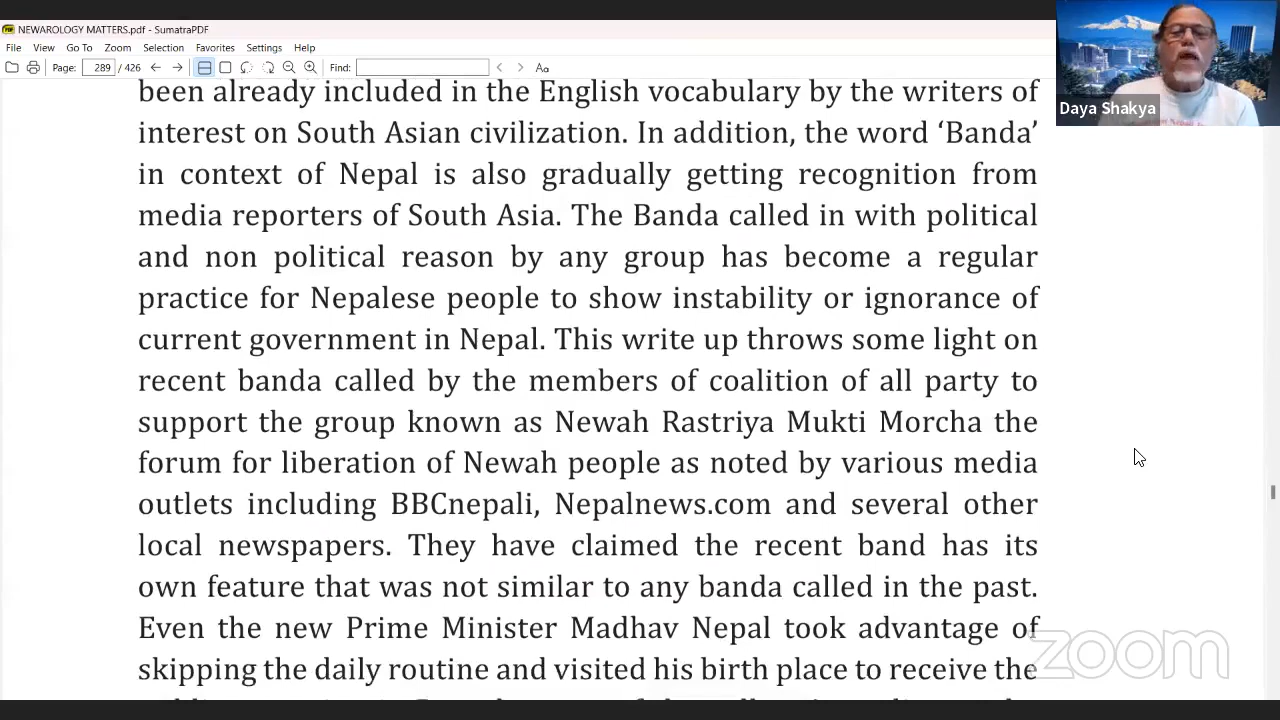 NEWAROLOGY MATTERS.pdf - SumatraPDF
File View Go To Zoom Selection Favorites Settings Help
Page: 289 / 426 Find: Aa
been already included in the English vocabulary by the writers of
interest on South Asian civilization. In addition, the word ‘Banda’
in context of Nepal is also gradually getting recognition from
media reporters of South Asia. The Banda called in with political
and non political reason by any group has become a regular
practice for Nepalese people to show instability or ignorance of
current government in Nepal. This write up throws some light on
recent banda called by the members of coalition of all party to
support the group known as Newah Rastriya Mukti Morcha the
forum for liberation of Newah people as noted by various media
outlets including BBCnepali, Nepalnews.com and several other
local newspapers. They have claimed the recent band has its
own feature that was not similar to any banda called in the past.
Even the new Prime Minister Madhav Nepal took advantage of
skipping the daily routine and visited his birth place to receive the
Daya Shakya
zoom